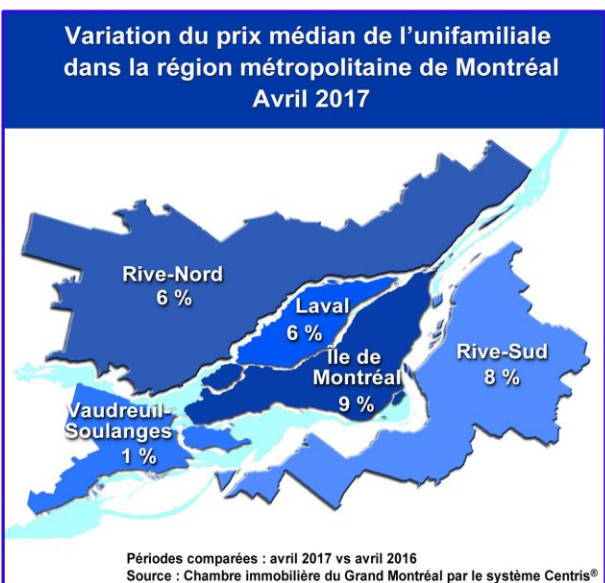 Variation du prix médian de l’unifamiliale
dans la région métropolitaine de Montréal
Avril 2017
Rive-Nord
6 %
Laval
6 %
Île de
Montréal
9 %
Rive-Sud
8 %
Vaudreuil-
Soulanges
1 %
Périodes comparées : avril 2017 vs avril 2016
Source : Chambre immobilière du Grand Montréal par le système Centris®